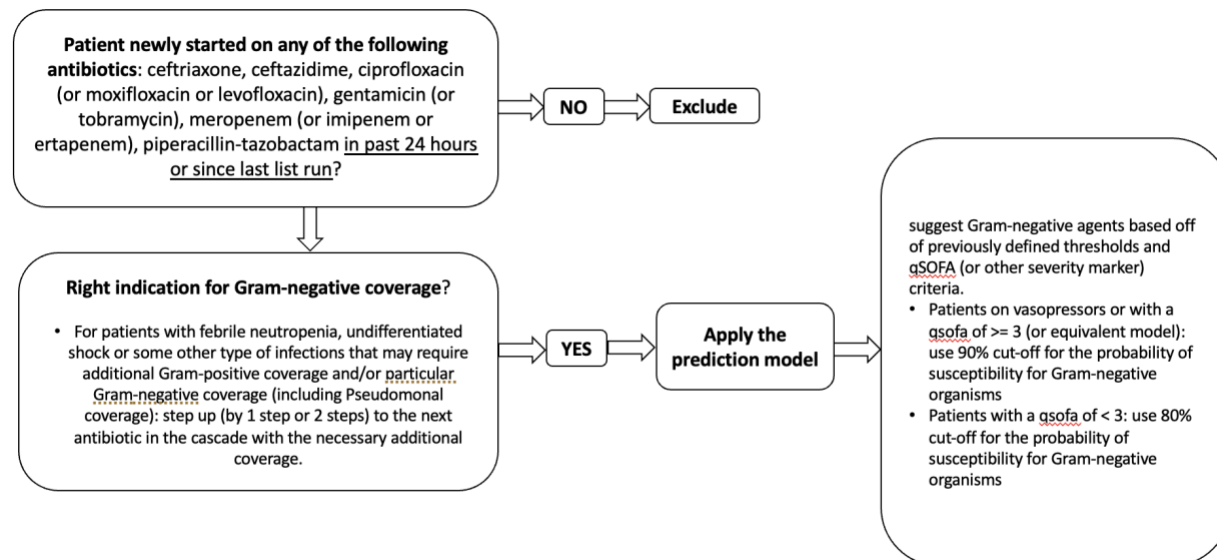 Patient newly started on any of the following
antibiotics: ceftriaxone, ceftazidime, ciprofloxacin
(or moxifloxacin or levofloxacin), gentamicin (or
tobramycin), meropenem (or imipenem or
ertapenem), piperacillin-tazobactam in past 24 hours
or since last list run?
NO
Exclude
Right indication for Gram-negative coverage?
• For patients with febrile neutropenia, undifferentiated
shock or some other type of infections that may require
additional Gram-positive coverage and/or particular
Gram-negative coverage (including Pseudomonal
coverage): step up (by 1 step or 2 steps) to the next
antibiotic in the cascade with the necessary additional
coverage.
YES
Apply the
prediction model
suggest Gram-negative agents based off
of previously defined thresholds and
qSOFA (or other severity marker)
criteria.
• Patients on vasopressors or with a
qsofa of >= 3 (or equivalent model):
use 90% cut-off for the probability of
susceptibility for Gram-negative
organisms
• Patients with a qsofa of < 3: use 80%
cut-off for the probability of
susceptibility for Gram-negative
organisms